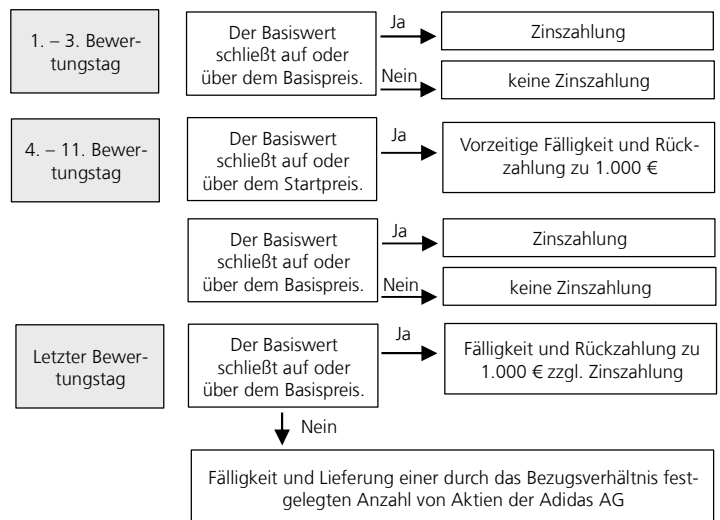 1. – 3. Bewer-
tungstag
Der Basiswert
schließt auf oder
über dem Basispreis.
Ja
Zinszahlung
Nein
keine Zinszahlung
4. – 11. Bewer-
tungstag
Der Basiswert
schließt auf oder
über dem Startpreis.
Ja
Vorzeitige Fälligkeit und Rück-
zahlung zu 1.000 €
Der Basiswert
schließt auf oder
über dem Basispreis.
Ja
Zinszahlung
Nein
keine Zinszahlung
Letzter Bewer-
tungstag
Der Basiswert
schließt auf oder
über dem Basispreis.
Ja
Fälligkeit und Rückzahlung zu
1.000 € zzgl. Zinszahlung
Nein
Fälligkeit und Lieferung einer durch das Bezugsverhältnis fest-
gelegten Anzahl von Aktien der Adidas AG